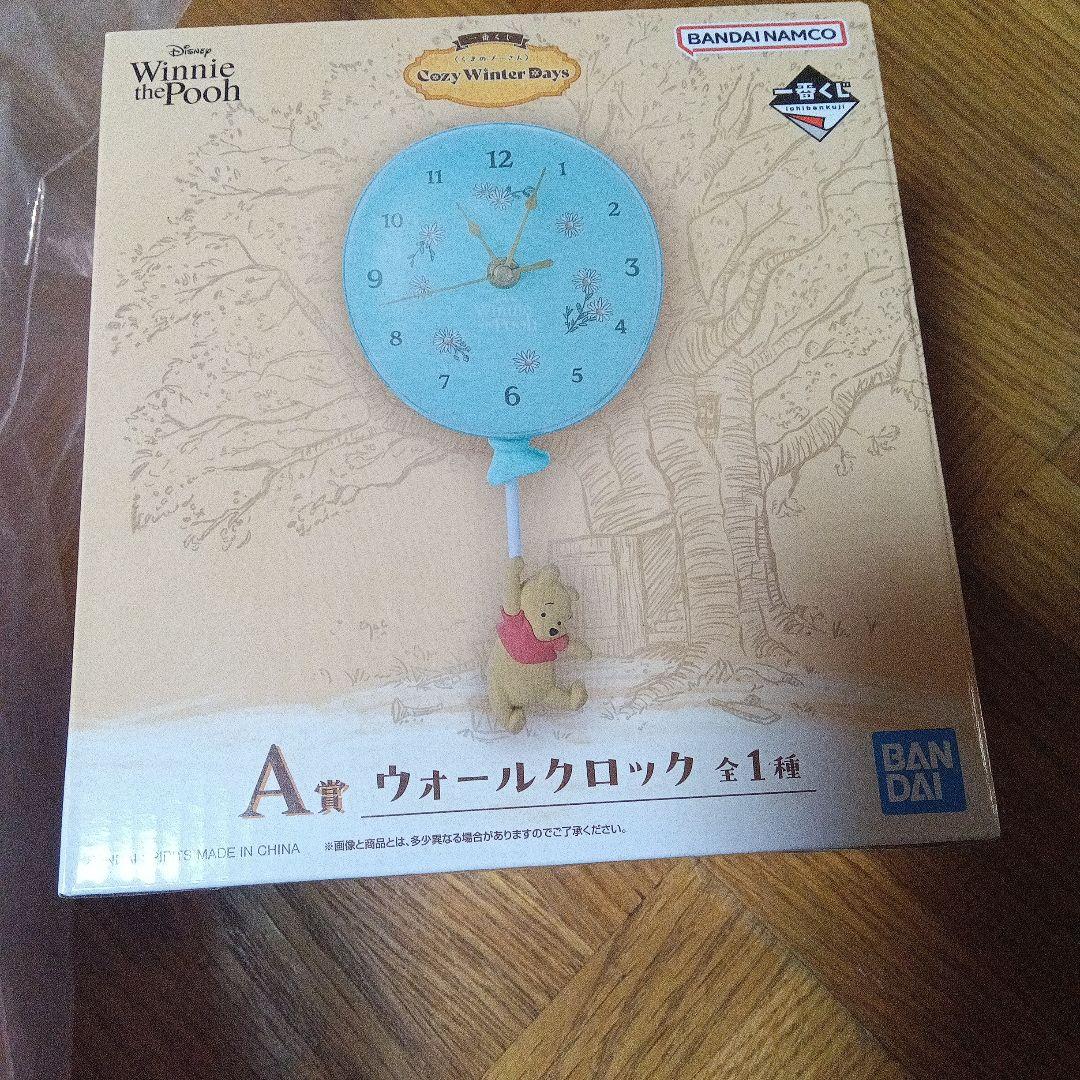 Disney
Winnie
the Pooh
一番くじ
くまのプーさん
Cozy Winter Days
BANDAI NAMCO
一番くじ
ichibankuji
12
11
1
10
2
9
3
8
4
7
5
6
A賞 ウォールクロック 全1種
BAN
DAI
MADE IN CHINA
※画像と商品とは、多少異なる場合がありますのでご了承ください。